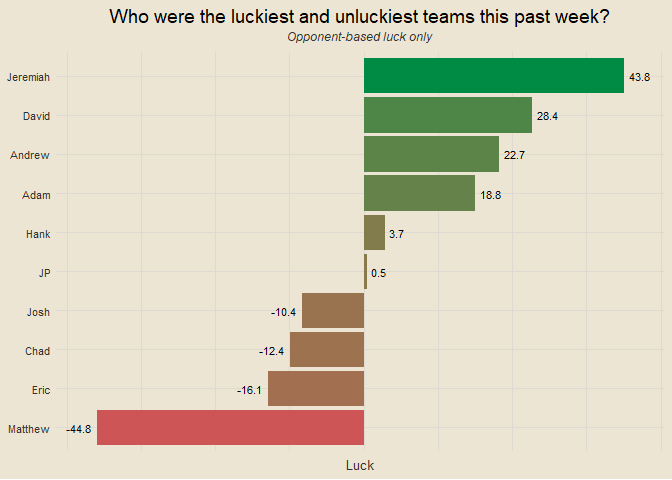 Who were the luckiest and unluckiest teams this past week?
Opponent-based luck only
Jeremiah 43.8
David 28.4
Andrew 22.7
Adam 18.8
Hank 3.7
JP 0.5
Josh -10.4
Chad -12.4
Eric -16.1
Matthew -44.8
Luck